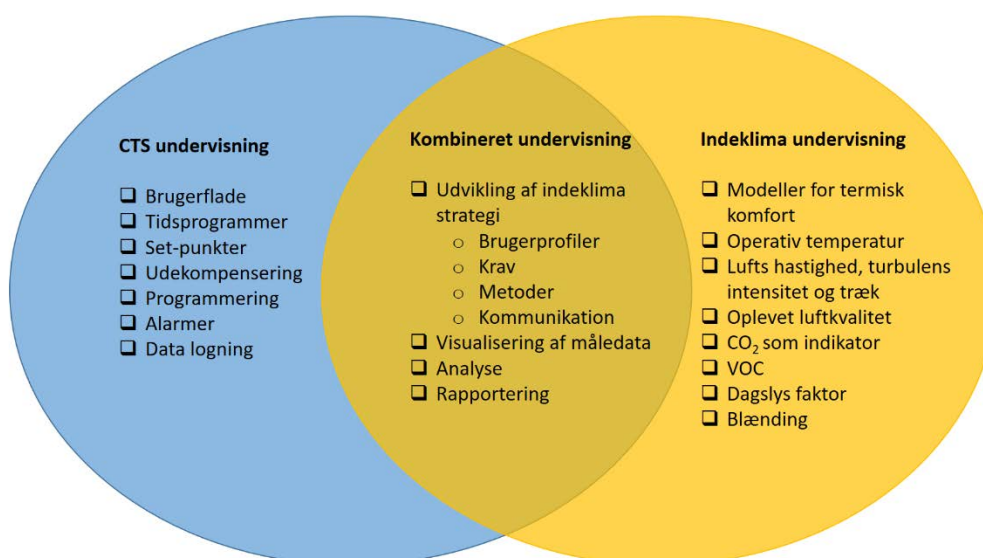 CTS undervisning
Brugerflade
Tidsprogrammer
Set-punkter
Udekompensering
Programmering
Alarmer
Data logning
Kombineret undervisning
Udvikling af indeklima
strategi
Brugerprofiler
Krav
Metoder
Kommunikation
Visualisering af måledata
Analyse
Rapportering
Indeklima undervisning
Modeller for termisk
komfort
Operativ temperatur
Lufts hastighed, turbulens
intensitet og træk
Oplevet luftkvalitet
CO₂ som indikator
VOC
Dagslys faktor
Blænding